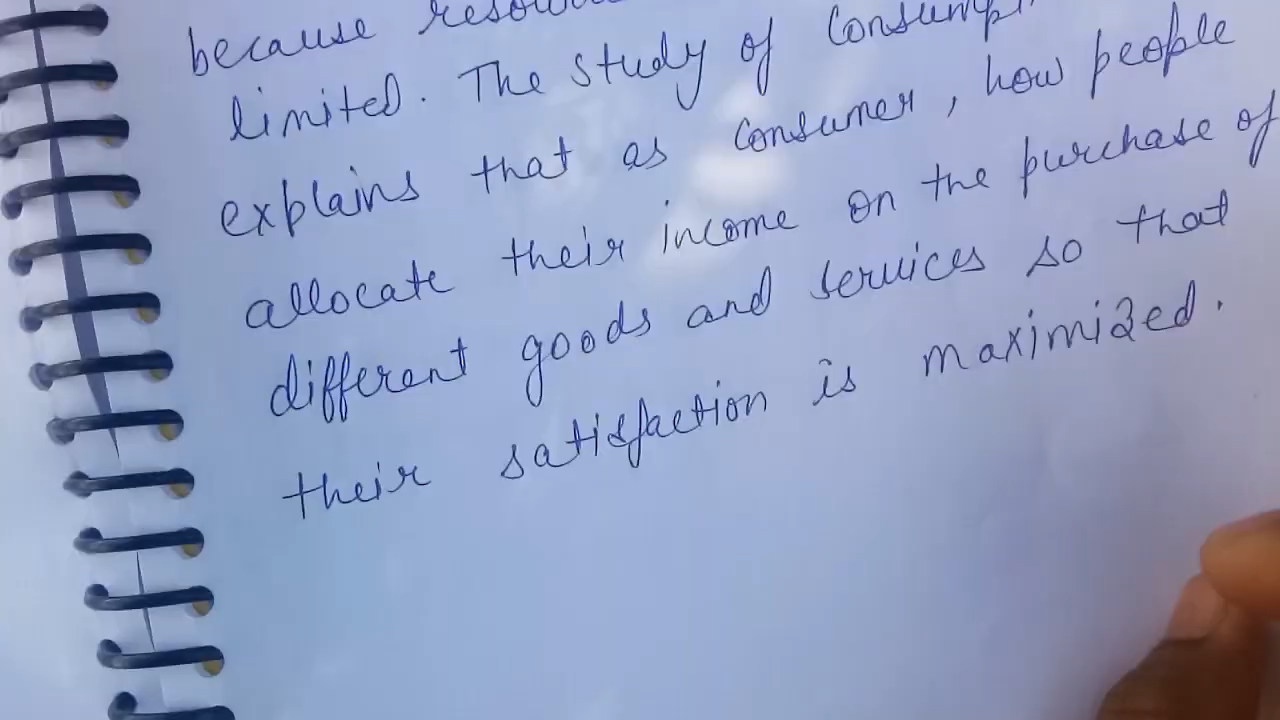 because
limited. The study of
explains that as consumer, how people
allocate their income on the purchase of
different goods and services so that
their satisfaction is maximized.